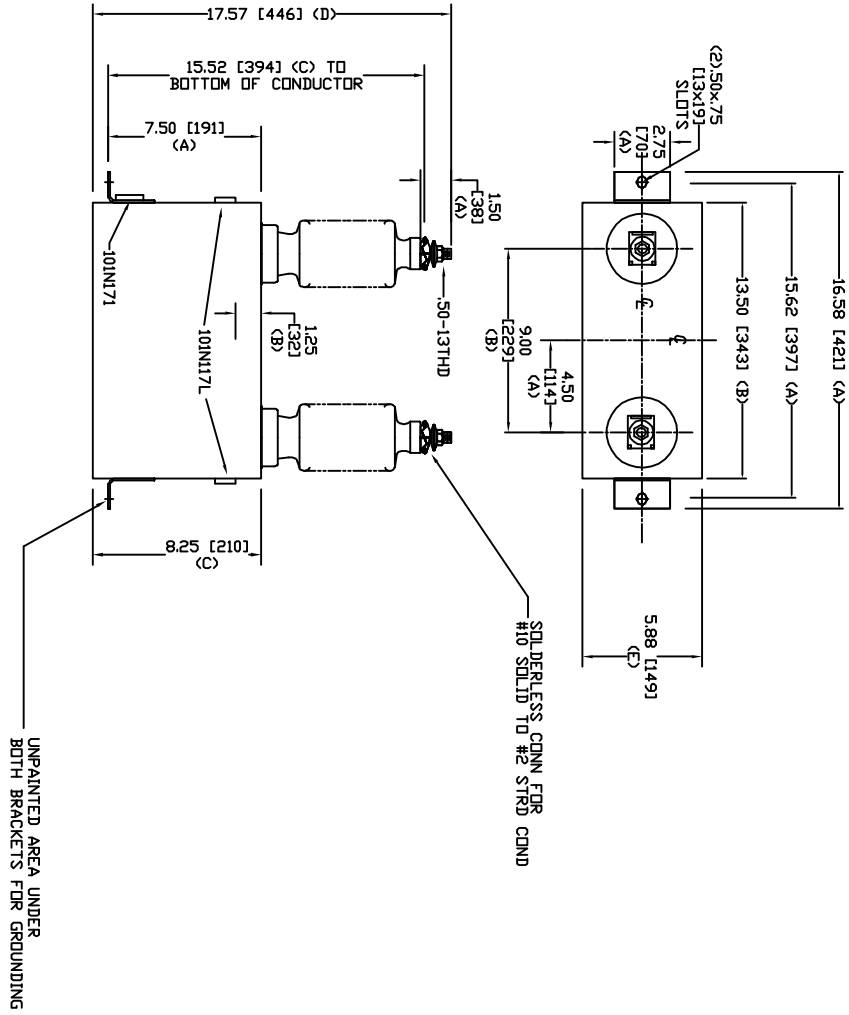 17.57 [446] (D)
15.52 [394] (C) TO
BOTTOM OF CONDUCTOR
7.50 [191]
(A)
1.50
[38]
(A)
.50-13THD
101N171
101N117L
1.25
[32]
(B)
8.25 [210]
(C)
SOLDERLESS CONN FOR
#10 SOLID TO #2 STRD COND
UNPAINTED AREA UNDER
BOTH BRACKETS FOR GROUNDING
(2).50x.75
[13x19]
SLOTS
2.75
[70]
(A)
16.58 [421] (A)
15.62 [397] (A)
13.50 [343] (B)
9.00
[229]
(B)
4.50
[114]
(A)
CL
CL
5.88 [149]
(E)